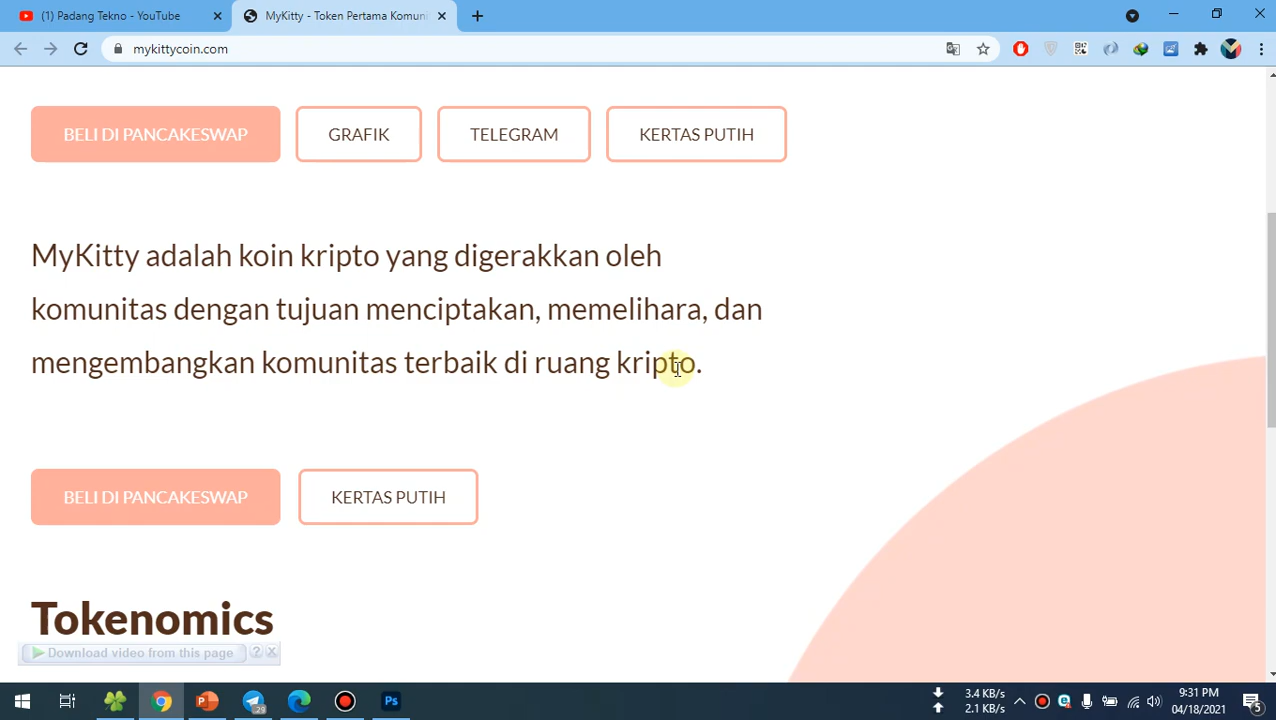 (1) Padang Tekno - YouTube
MyKitty - Token Pertama Komuni
mykittycoin.com
BELI DI PANCAKESWAP
GRAFIK
TELEGRAM
KERTAS PUTIH
MyKitty adalah koin kripto yang digerakkan oleh
komunitas dengan tujuan menciptakan, memelihara, dan
mengembangkan komunitas terbaik di ruang kripto.
BELI DI PANCAKESWAP
KERTAS PUTIH
Tokenomics
Download video from this page
?
29
Ps
3.4 KB/s
2.1 KB/s
9:31 PM
04/18/2021
5